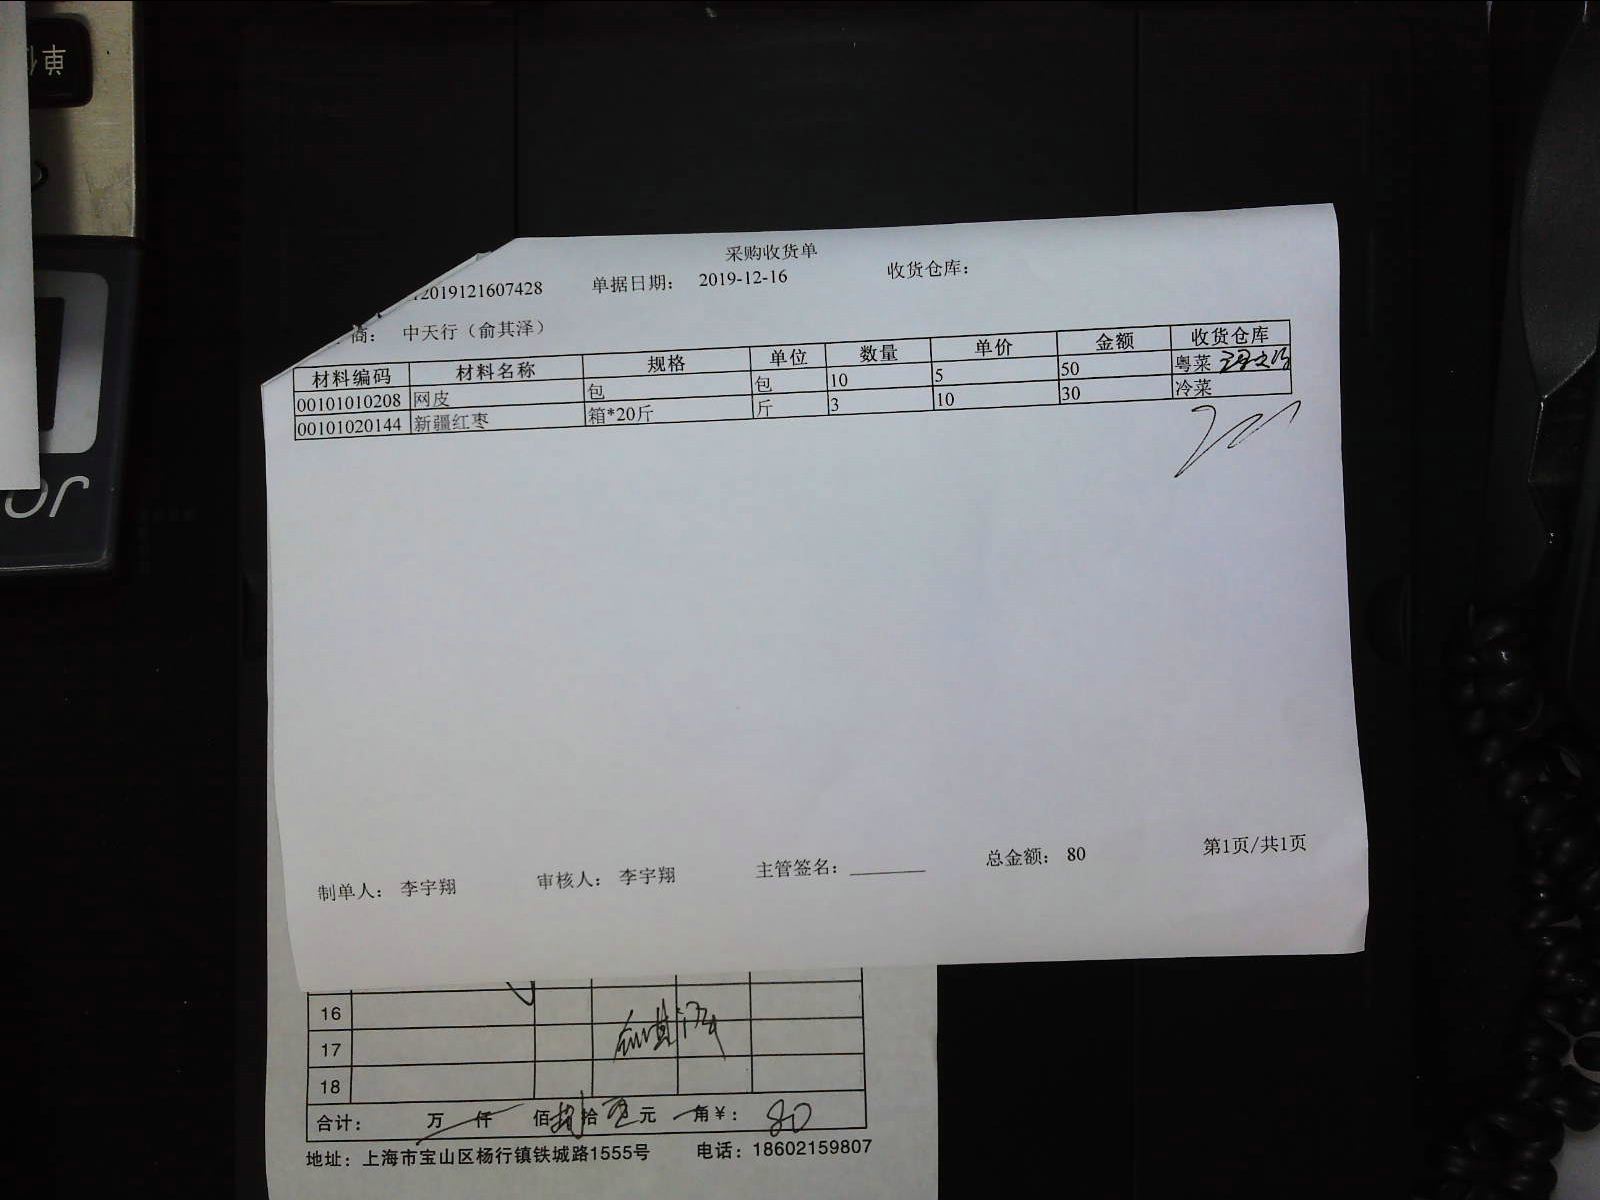 采购收货单
2019121607428 单据日期： 2019-12-16 收货仓库：
商： 中天行（俞其泽）
材料编码 材料名称 规格 单位 数量 单价 金额 收货仓库
00101010208 网皮 包 包 10 5 50 粤菜
00101020144 新疆红枣 箱*20斤 斤 3 10 30 冷菜
制单人： 李宇翔 审核人： 李宇翔 主管签名： 总金额： 80 第1页/共1页
16
17
18
合计： 万 仟 佰 捌 拾 零 元 角￥： 80
地址：上海市宝山区杨行镇铁城路1555号 电话：18602159807